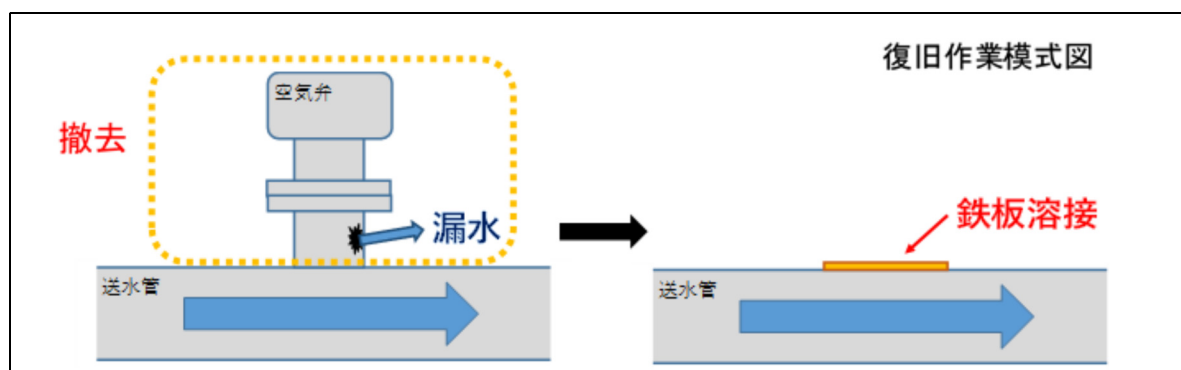 復旧作業模式図
空気弁
撤去
漏水
送水管
鉄板溶接
送水管